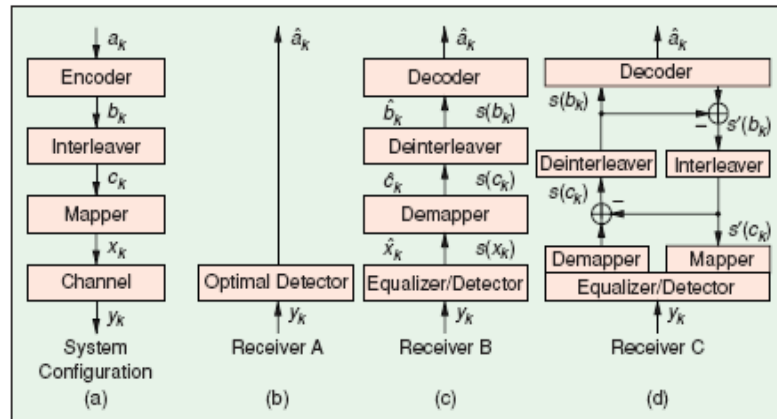 a_k
Encoder
b_k
Interleaver
c_k
Mapper
x_k
Channel
y_k
System
Configuration
(a)
â_k
Optimal Detector
y_k
Receiver A
(b)
â_k
Decoder
b̂_k s(b_k)
Deinterleaver
ĉ_k s(c_k)
Demapper
x̂_k s(x_k)
Equalizer/Detector
y_k
Receiver B
(c)
â_k
Decoder
s(b_k)
− s′(b_k)
Deinterleaver Interleaver
s(c_k) −
s′(c_k)
Demapper Mapper
Equalizer/Detector
y_k
Receiver C
(d)